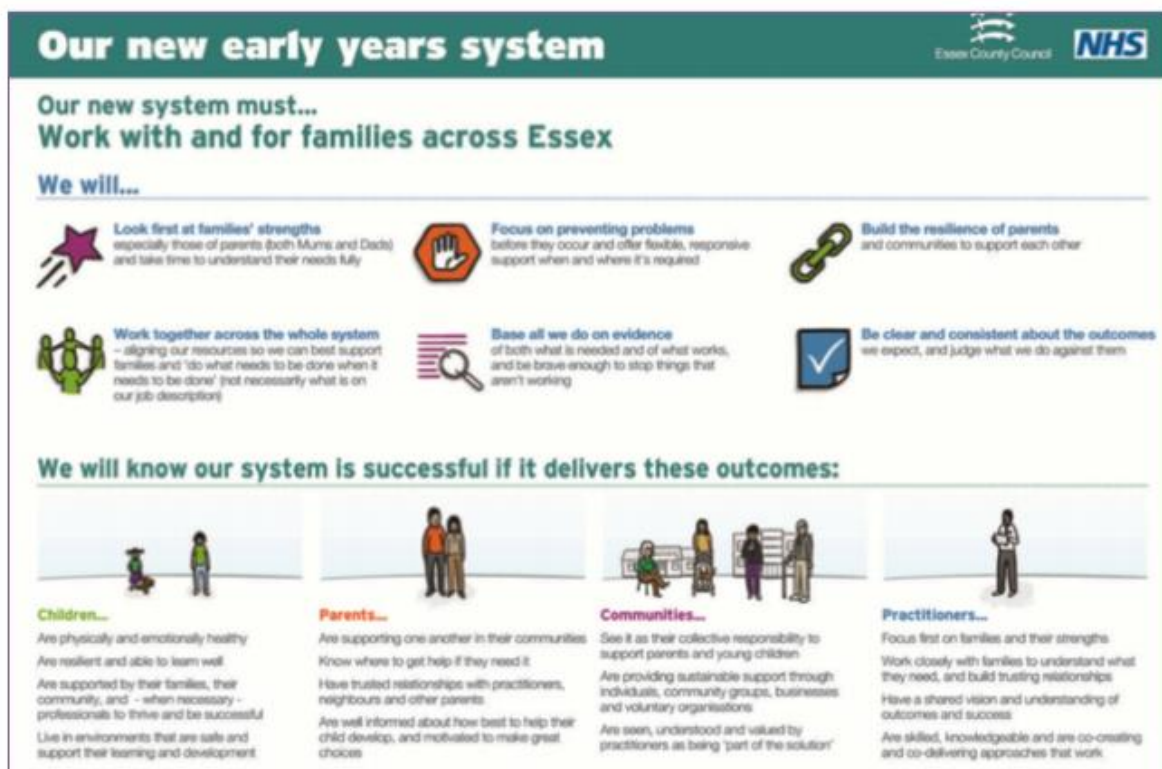 Our new early years system
Essex County Council
NHS
Our new system must...
Work with and for families across Essex
We will...
Look first at families' strengths
especially those of parents (both Mums and Dads)
and take time to understand their needs fully
Focus on preventing problems
before they occur and offer flexible, responsive
support when and where it's required
Build the resilience of parents
and communities to support each other
Work together across the whole system
– aligning our resources so we can best support
families and 'do what needs to be done when it
needs to be done' (not necessarily what is on
our job description)
Base all we do on evidence
of both what is needed and of what works,
and be brave enough to stop things that
aren't working
Be clear and consistent about the outcomes
we expect, and judge what we do against them
We will know our system is successful if it delivers these outcomes:
Children...
Are physically and emotionally healthy
Are resilient and able to learn well
Are supported by their families, their
community, and - when necessary -
professionals to thrive and be successful
Live in environments that are safe and
support their learning and development
Parents...
Are supporting one another in their communities
Know where to get help if they need it
Have trusted relationships with practitioners,
neighbours and other parents
Are well informed about how best to help their
child develop, and motivated to make great
choices
Communities...
See it as their collective responsibility to
support parents and young children
Are providing sustainable support through
individuals, community groups, businesses
and voluntary organisations
Are seen, understood and valued by
practitioners as being 'part of the solution'
Practitioners...
Focus first on families and their strengths
Work closely with families to understand what
they need, and build trusting relationships
Have a shared vision and understanding of
outcomes and success
Are skilled, knowledgeable and are co-creating
and co-delivering approaches that work